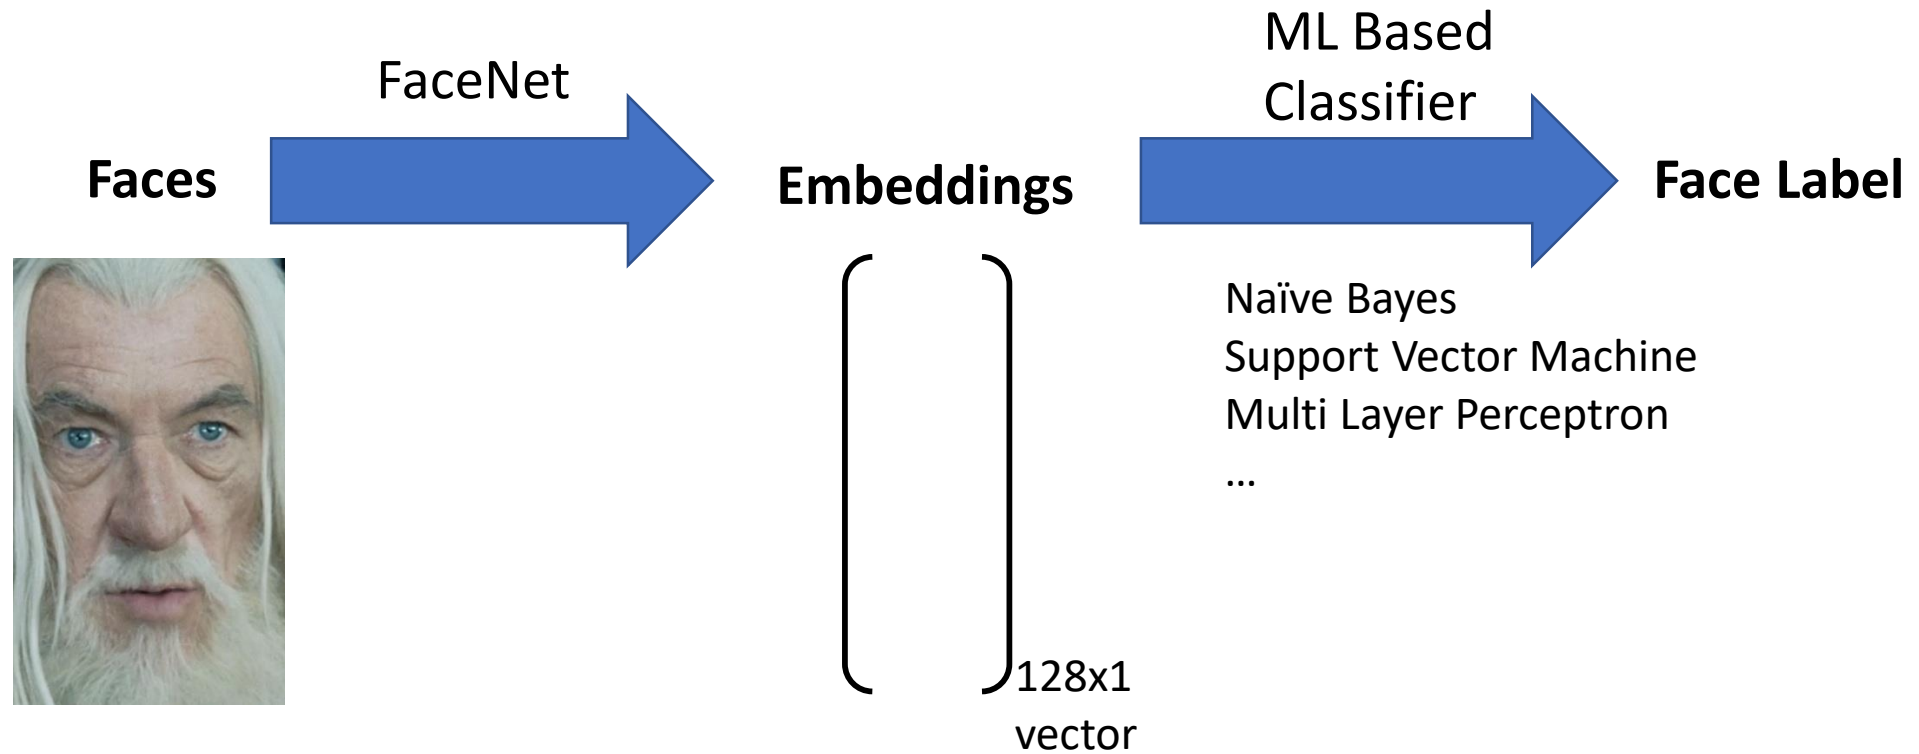 FaceNet
ML Based
Classifier
Faces
Embeddings
Face Label
Naïve Bayes
Support Vector Machine
Multi Layer Perceptron
...
128x1
vector